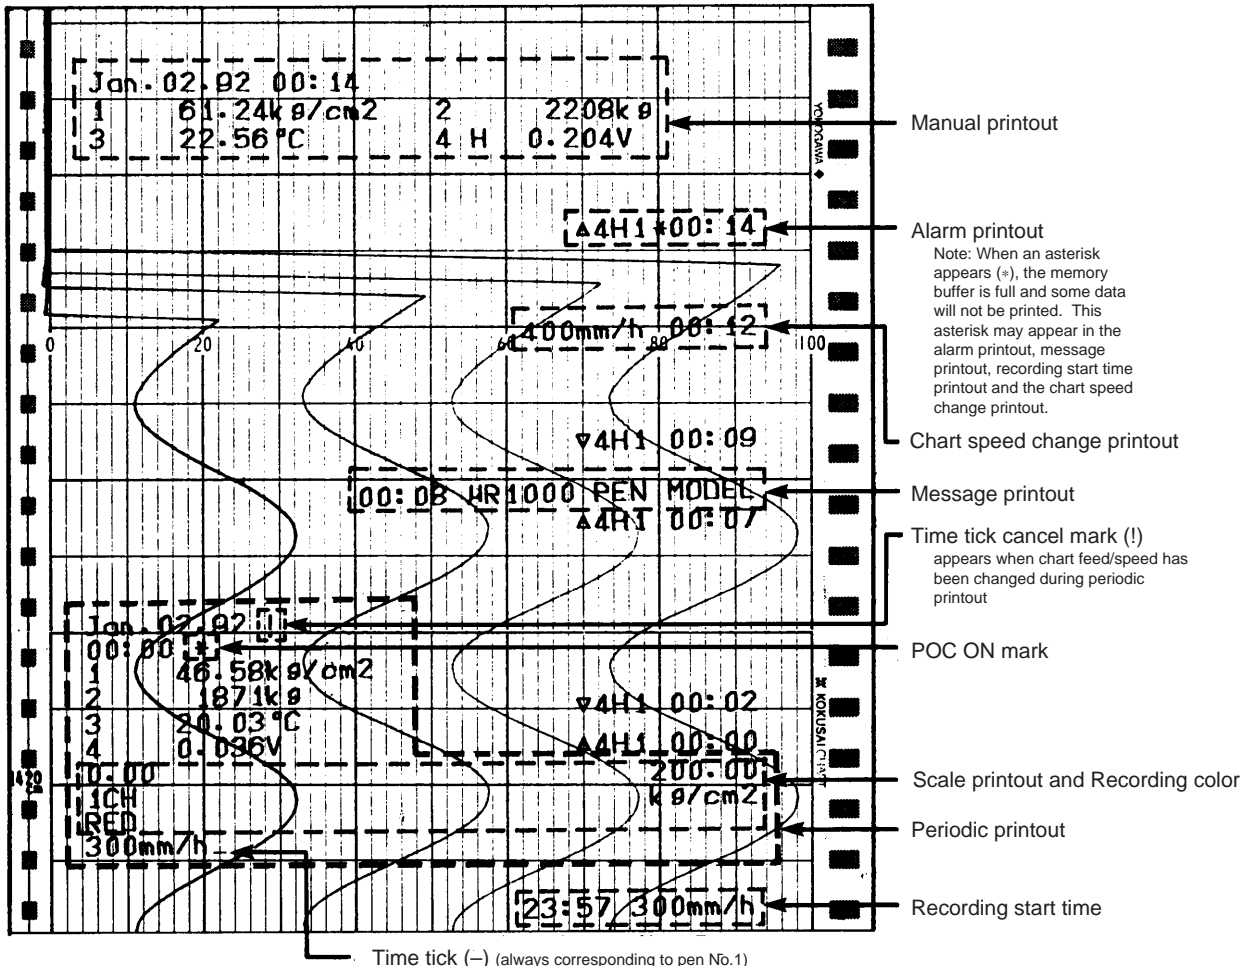 Jan. 02. 92 00: 14
1 61. 24kg/cm2 2 2208kg
3 22. 56°C 4 H 0. 204V
YOKOGAWA ◆
Manual printout
▵4H1*00: 14
Alarm printout
Note: When an asterisk
appears (*), the memory
buffer is full and some data
will not be printed. This
asterisk may appear in the
alarm printout, message
printout, recording start time
printout and the chart speed
change printout.
400mm/h 00: 12
0 20 40 60 80 100
Chart speed change printout
▿4H1 00: 09
00: 08 HR1000 PEN MODEL
Message printout
▵4H1 00: 07
Time tick cancel mark (!)
appears when chart feed/speed has
been changed during periodic
printout
Jan. 02. 92 !
00: 00 *
POC ON mark
1 46. 58kg/cm2
2 1871kg
3 20. 03°C
4 0. 036V
▿4H1 00: 02
▵4H1 00: 00
KOKUSAI CHART
1420
cm
0. 00 200. 00
1CH kg/cm2
RED
Scale printout and Recording color
Periodic printout
300mm/h –
23: 57 300mm/h
Recording start time
Time tick (–) (always corresponding to pen No.1)